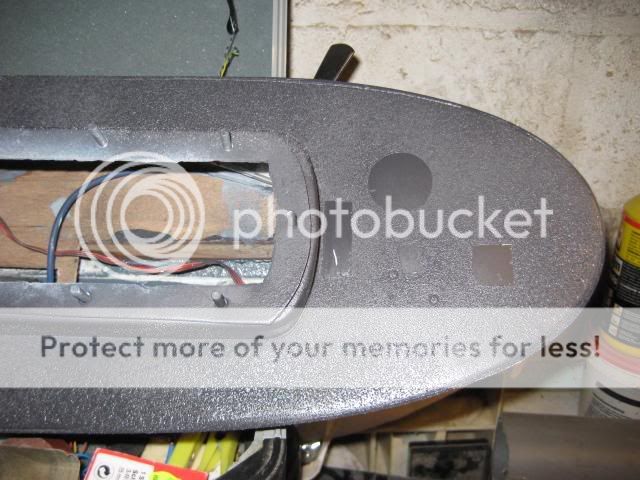 photobucket
Protect more of your memories for less!